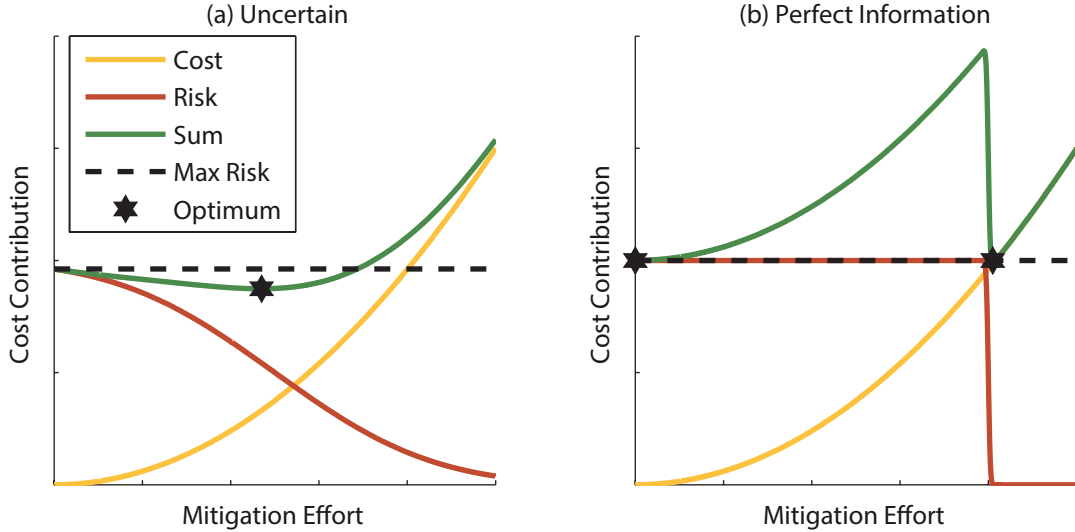 (a) Uncertain
Cost
Risk
Sum
Max Risk
Optimum
Cost Contribution
Mitigation Effort
(b) Perfect Information
Cost Contribution
Mitigation Effort